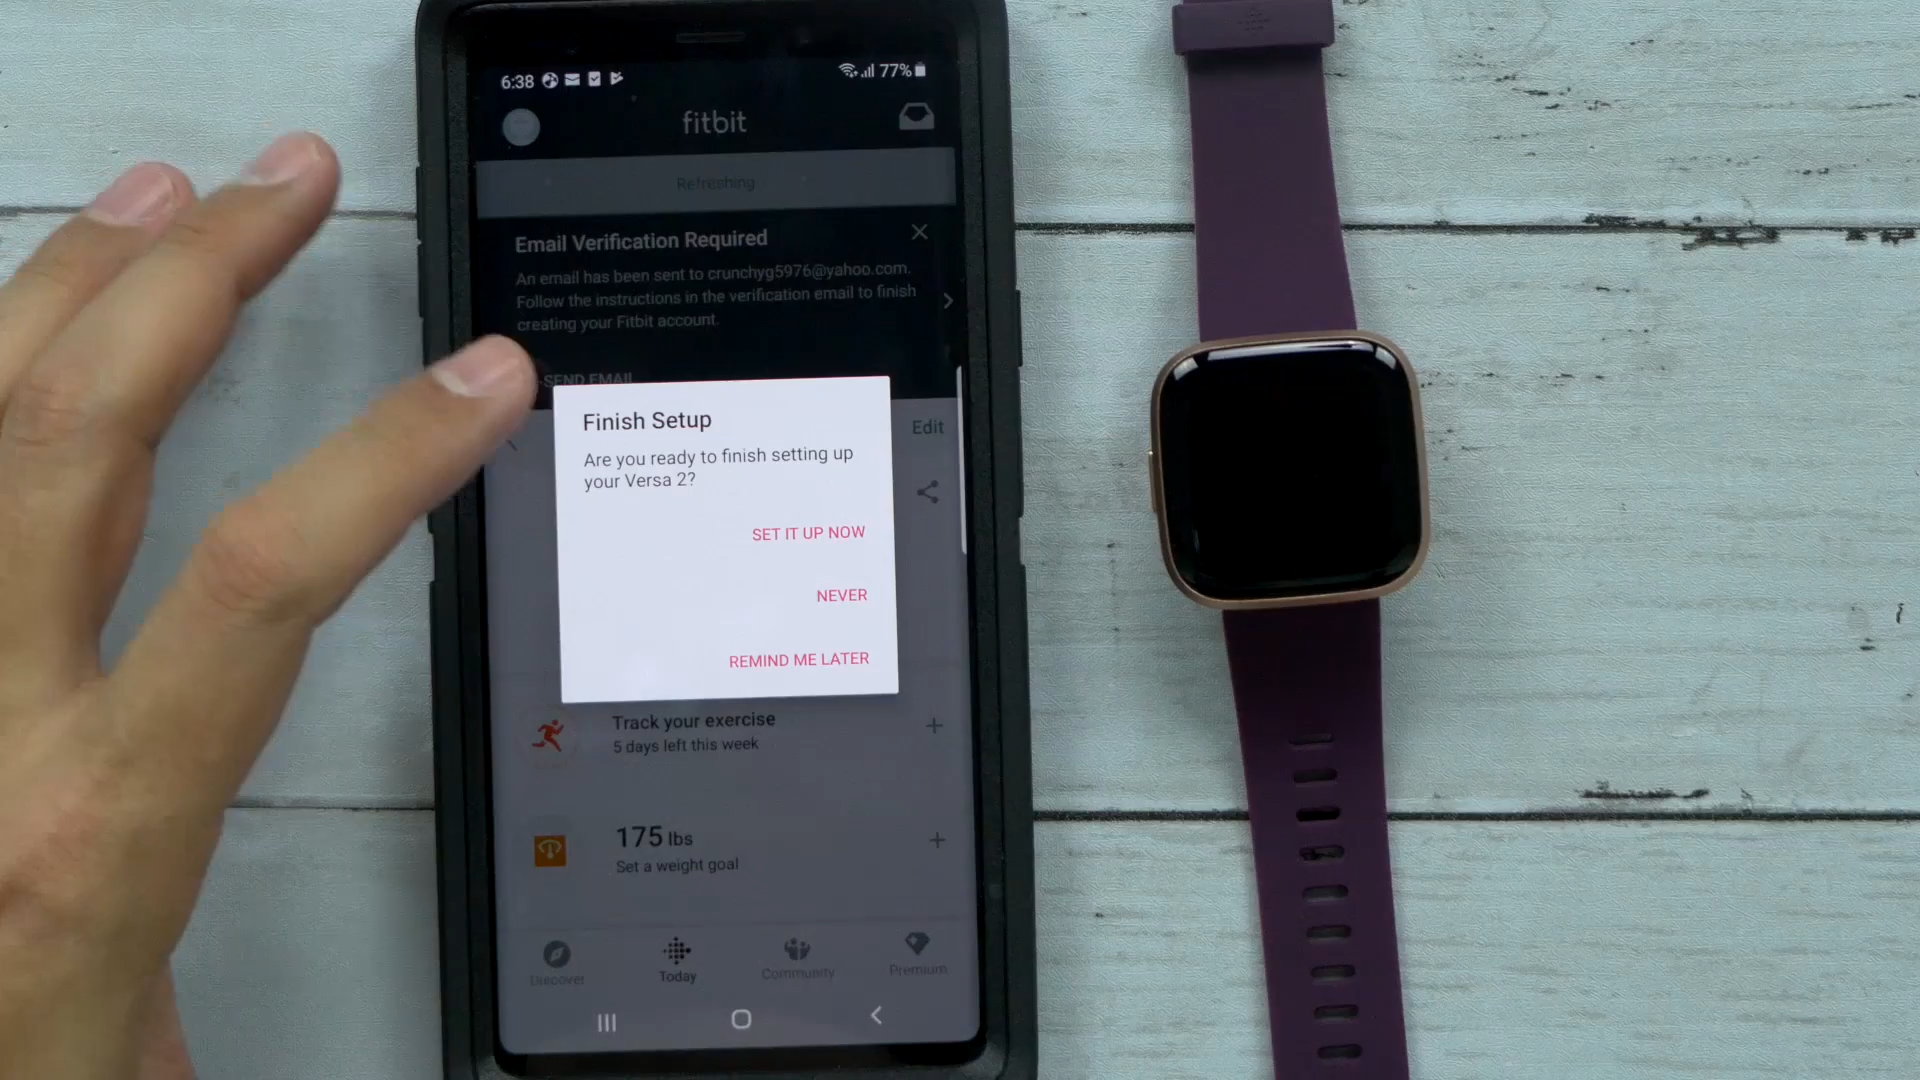 6:38
77%
fitbit
Refreshing
Email Verification Required
An email has been sent to crunchyg5976@yahoo.com.
Follow the instructions in the verification email to finish
creating your Fitbit account.
-SEND EMAIL
Edit
Finish Setup
Are you ready to finish setting up
your Versa 2?
SET IT UP NOW
NEVER
REMIND ME LATER
Track your exercise
5 days left this week
175 lbs
Set a weight goal
Discover
Today
Community
Premium